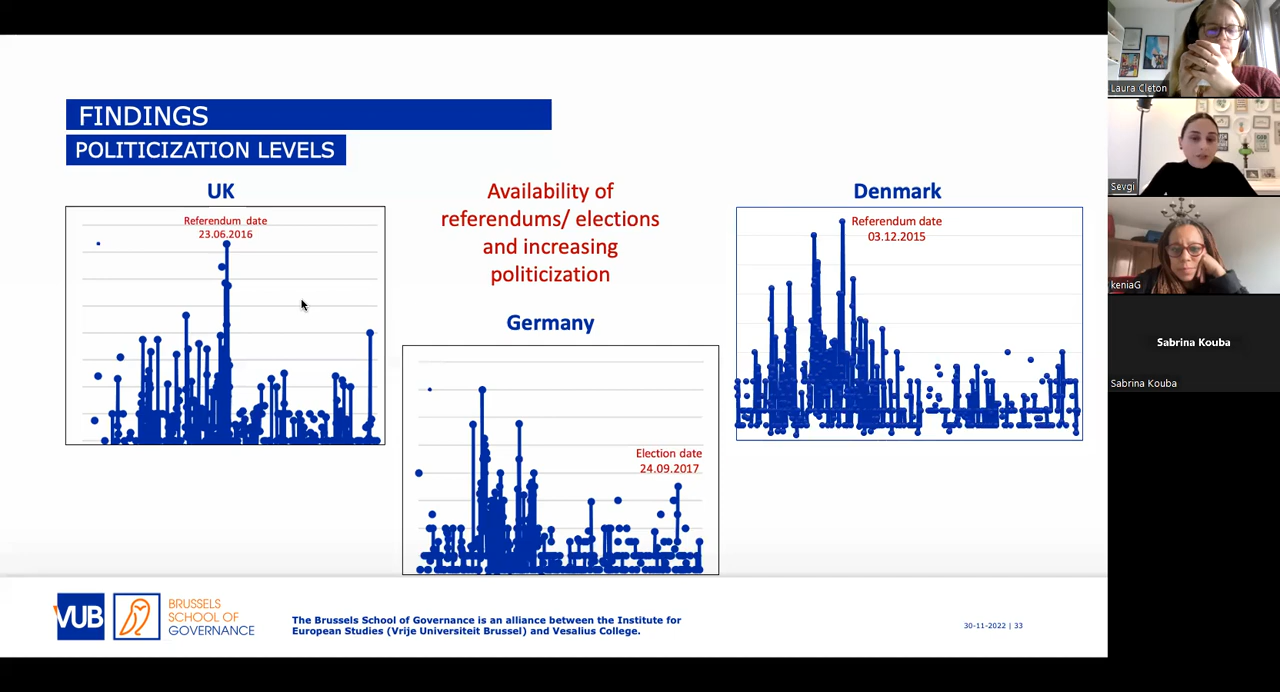 FINDINGS
POLITICIZATION LEVELS
UK
Referendum date
23.06.2016
Availability of
referendums/ elections
and increasing
politicization
Germany
Election date
24.09.2017
Denmark
Referendum date
03.12.2015
VUB
BRUSSELS
SCHOOL OF
GOVERNANCE
The Brussels School of Governance is an alliance between the Institute for
European Studies (Vrije Universiteit Brussel) and Vesalius College.
30-11-2022 | 33
Laura Cleton
Sevgi
keniaG
Sabrina Kouba
Sabrina Kouba